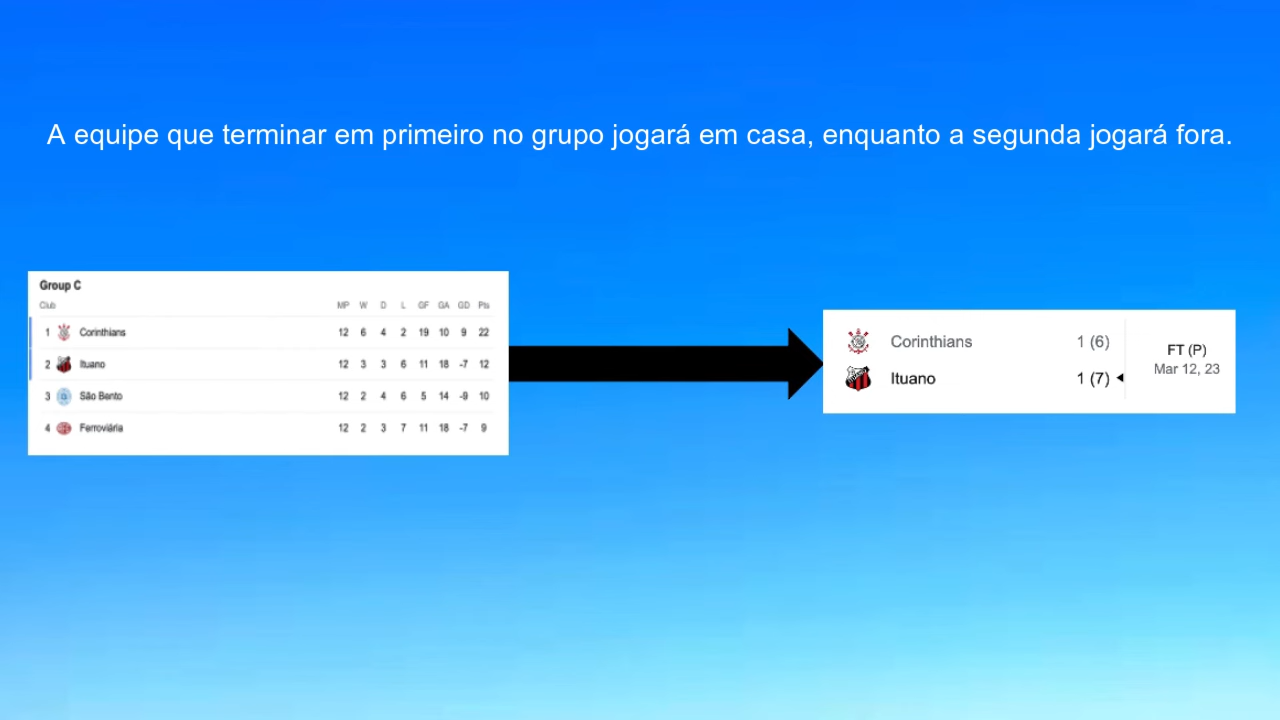 A equipe que terminar em primeiro no grupo jogará em casa, enquanto a segunda jogará fora.
Group C
Club MP W D L GF GA GD Pts
1 Corinthians 12 6 4 2 19 10 9 22
2 Ituano 12 3 3 6 11 18 -7 12
3 São Bento 12 2 4 6 5 14 -9 10
4 Ferroviária 12 2 3 7 11 18 -7 9
Corinthians 1 (6)
Ituano 1 (7)
FT (P)
Mar 12, 23